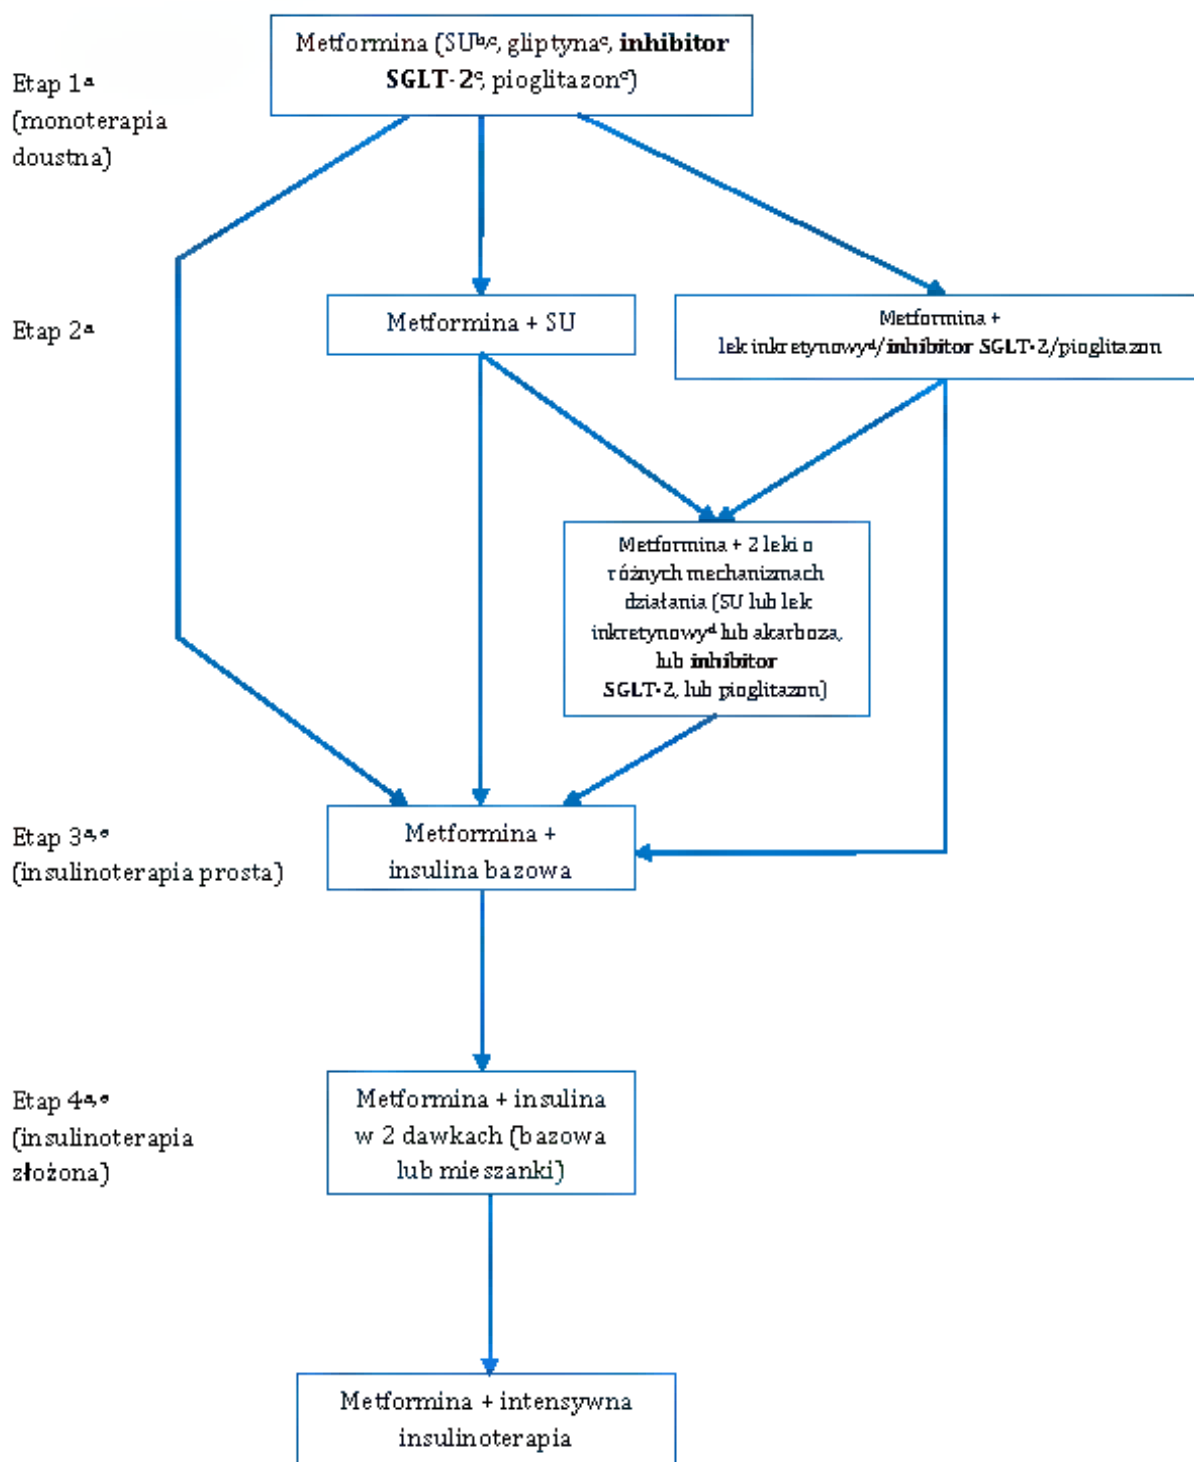 Metformina (SUᵇ,ᶜ, gliptynaᶜ, inhibitor
SGLT-2ᶜ, pioglitazonᶜ)
Etap 1ᵃ
(monoterapia
doustna)
Etap 2ᵃ
Metformina + SU
Metformina +
lek inkretynowyᵈ/inhibitor SGLT-2/pioglitazon
Metformina + 2 leki o
różnych mechanizmach
działania (SU lub lek
inkretynowyᵈ lub akarboza,
lub inhibitor
SGLT-2, lub pioglitazon)
Etap 3ᵃ,ᵉ
(insulinoterapia prosta)
Metformina +
insulina bazowa
Etap 4ᵃ,ᵉ
(insulinoterapia
złożona)
Metformina + insulina
w 2 dawkach (bazowa
lub mieszanki)
Metformina + intensywna
insulinoterapia